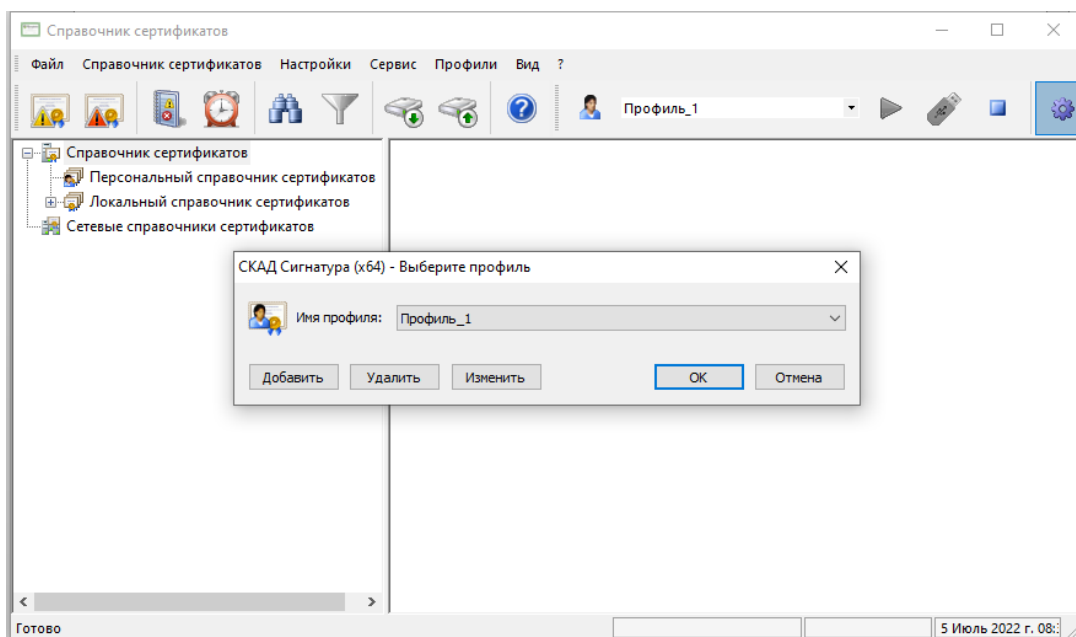 Справочник сертификатов
Файл Справочник сертификатов Настройки Сервис Профили Вид ?
Профиль_1
Справочник сертификатов
Персональный справочник сертификатов
Локальный справочник сертификатов
Сетевые справочники сертификатов
СКАД Сигнатура (x64) - Выберите профиль
Имя профиля: Профиль_1
Добавить Удалить Изменить ОК Отмена
Готово 5 Июль 2022 г. 08: